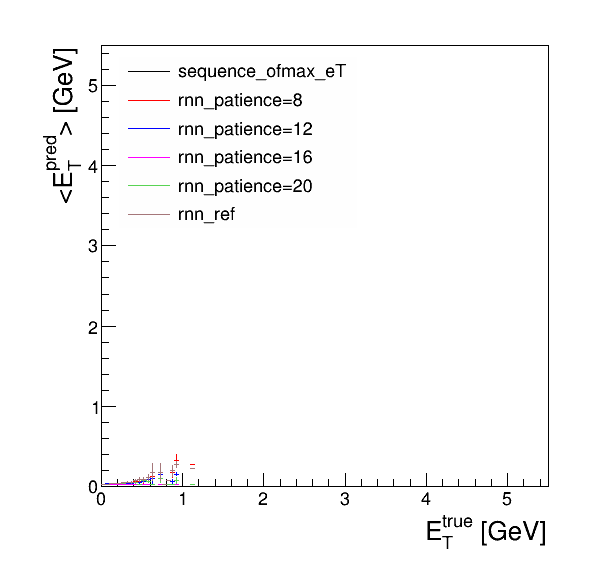 <E_T^pred> [GeV]
5
4
3
2
1
0
sequence_ofmax_eT
rnn_patience=8
rnn_patience=12
rnn_patience=16
rnn_patience=20
rnn_ref
0 1 2 3 4 5
E_T^true [GeV]